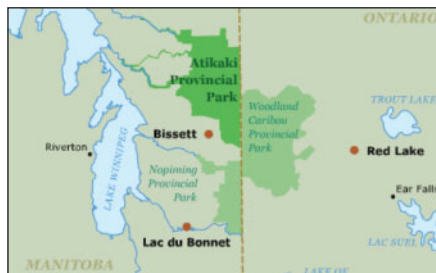 ONTARIO
Atikaki
Provincial
Park
Woodland
Caribou
Provincial
Park
TROUT LAKE
Bissett
Riverton
Red Lake
LAKE WINNIPEG
Nopiming
Provincial
Park
Ear Falls
Lac du Bonnet
LAC SUEL
MANITOBA
LAKE OF